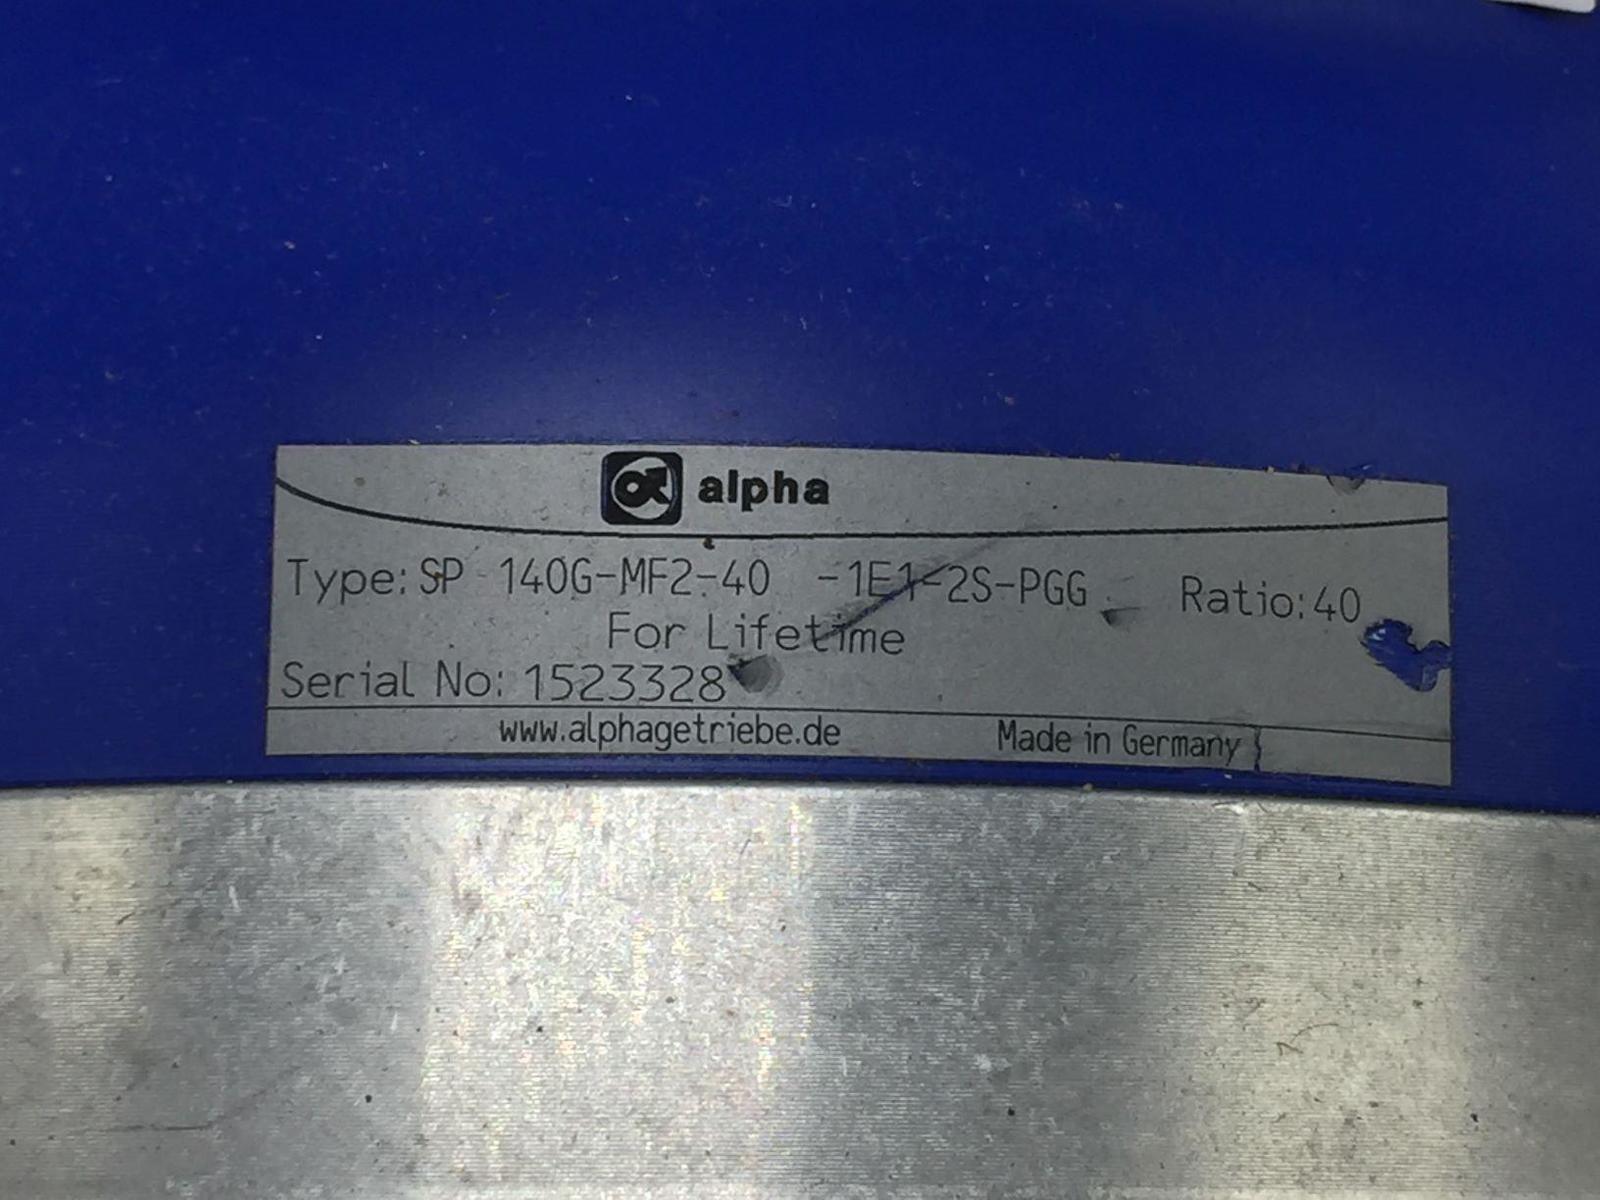 alpha
Type: SP 140G-MF2-40 -1E1-2S-PGG Ratio:40
For Lifetime
Serial No: 1523328
www.alphagetriebe.de Made in Germany